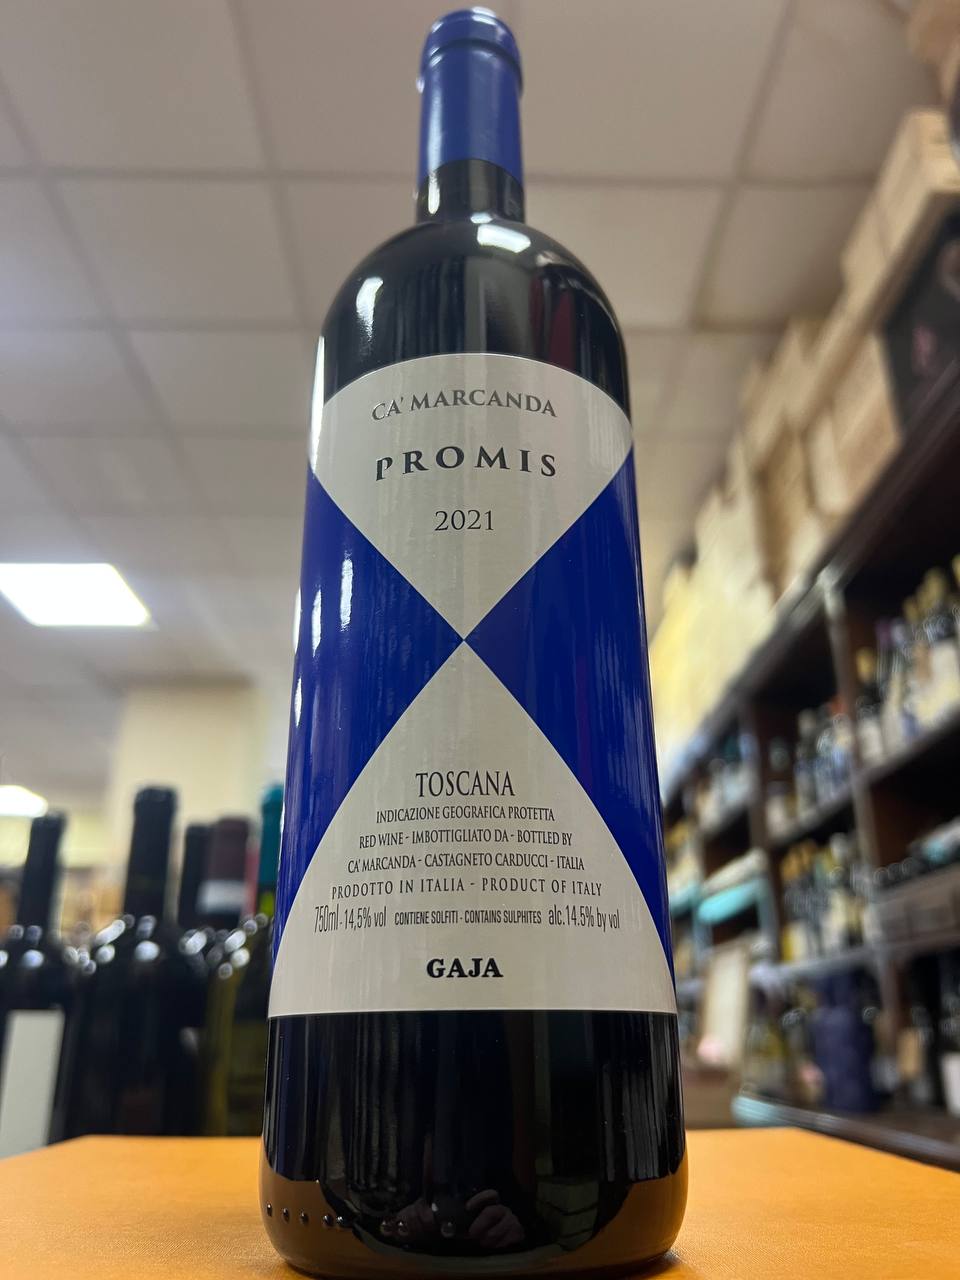 CA' MARCANDA
PROMIS
2021
TOSCANA
INDICAZIONE GEOGRAFICA PROTETTA
RED WINE - IMBOTTIGLIATO DA - BOTTLED BY
CA' MARCANDA - CASTAGNETO CARDUCCI - ITALIA
PRODOTTO IN ITALIA - PRODUCT OF ITALY
750ml - 14,5% vol CONTIENE SOLFITI - CONTAINS SULPHITES alc. 14.5% by vol
GAJA